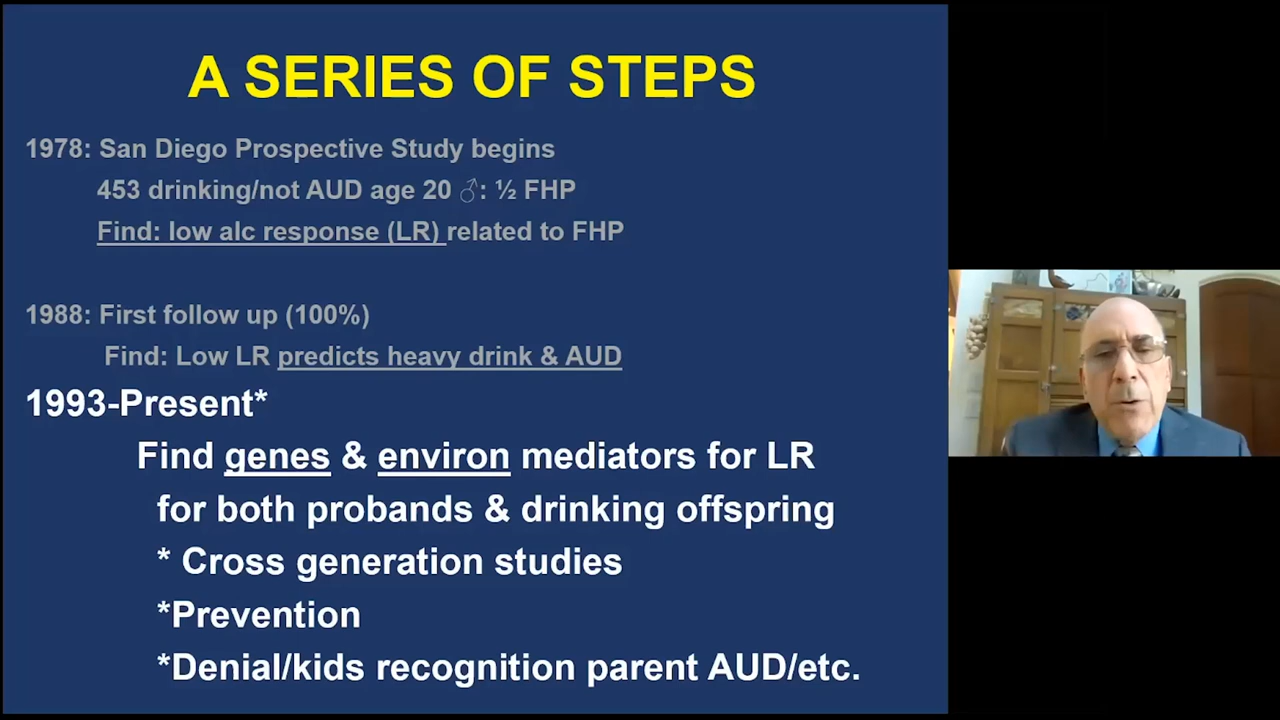 A SERIES OF STEPS
1978: San Diego Prospective Study begins
453 drinking/not AUD age 20 ♂: ½ FHP
Find: low alc response (LR) related to FHP
1988: First follow up (100%)
Find: Low LR predicts heavy drink & AUD
1993-Present*
Find genes & environ mediators for LR
for both probands & drinking offspring
* Cross generation studies
*Prevention
*Denial/kids recognition parent AUD/etc.